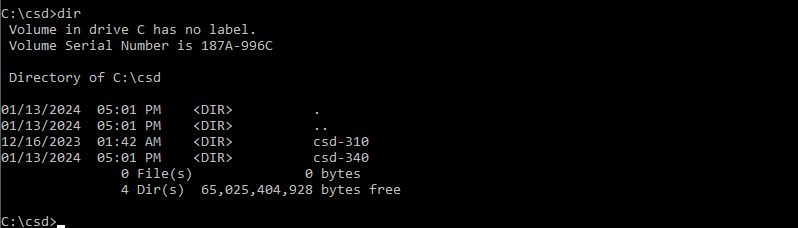 C:\csd>dir
 Volume in drive C has no label.
 Volume Serial Number is 187A-996C
 Directory of C:\csd
01/13/2024  05:01 PM    <DIR>          .
01/13/2024  05:01 PM    <DIR>          ..
12/16/2023  01:42 AM    <DIR>          csd-310
01/13/2024  05:01 PM    <DIR>          csd-340
               0 File(s)              0 bytes
               4 Dir(s)  65,025,404,928 bytes free
C:\csd>